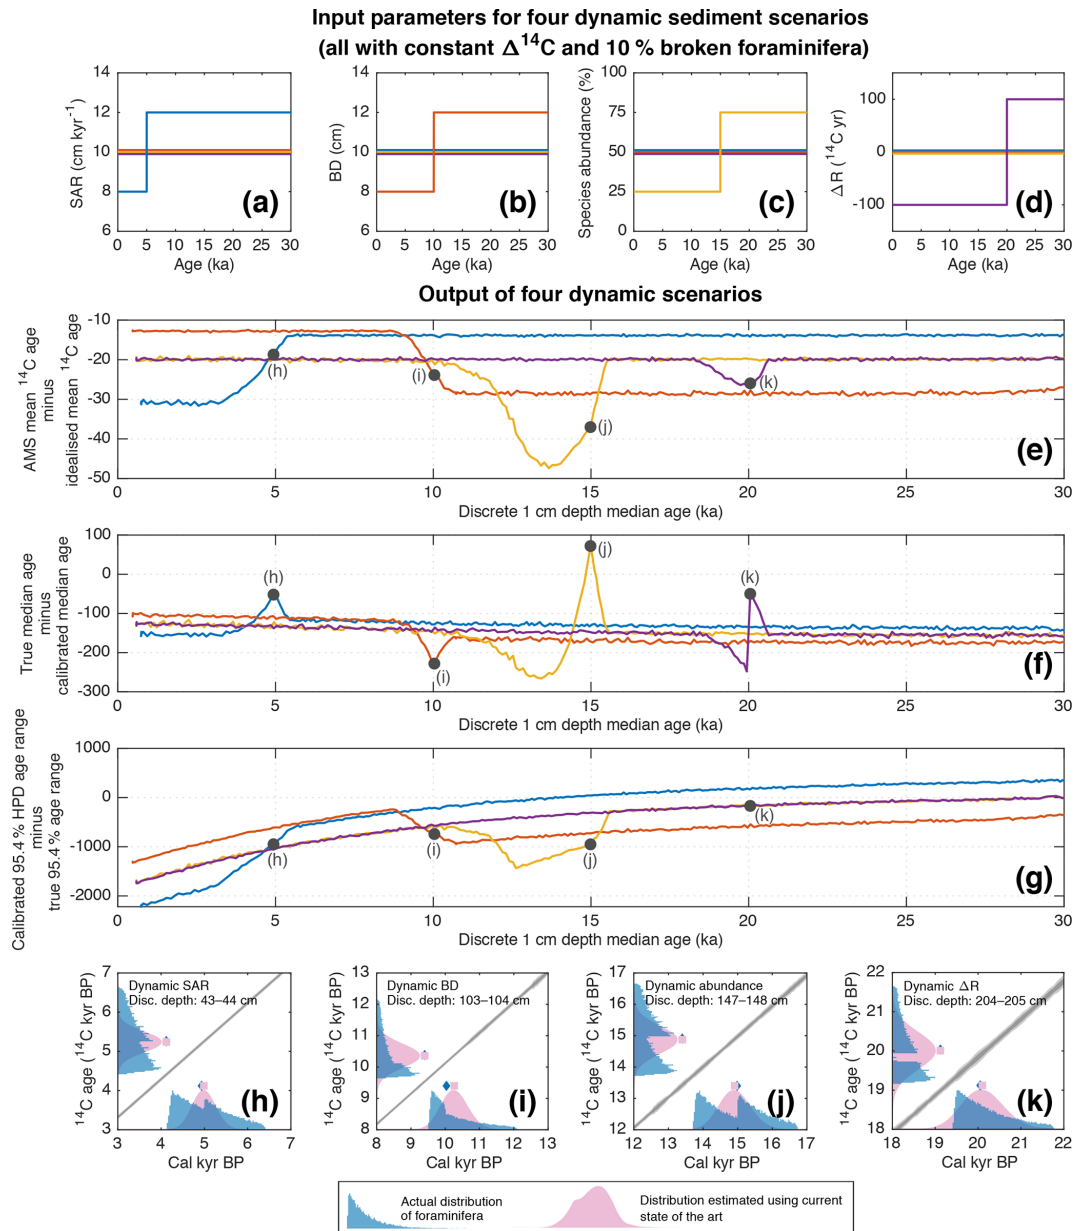 Input parameters for four dynamic sediment scenarios
(all with constant Δ¹⁴C and 10 % broken foraminifera)
SAR (cm kyr⁻¹)
14
12
10
8
6
0 5 10 15 20 25 30
Age (ka)
(a)
BD (cm)
14
12
10
8
6
0 5 10 15 20 25 30
Age (ka)
(b)
Species abundance (%)
100
75
50
25
0
0 5 10 15 20 25 30
Age (ka)
(c)
ΔR (¹⁴C yr)
100
0
-100
0 5 10 15 20 25 30
Age (ka)
(d)
Output of four dynamic scenarios
AMS mean ¹⁴C age
minus
idealised mean ¹⁴C age
-10
-20
-30
-40
-50
(h)
(i)
(j)
(k)
(e)
0 5 10 15 20 25 30
Discrete 1 cm depth median age (ka)
True median age
minus
calibrated median age
100
0
-100
-200
-300
(h)
(i)
(j)
(k)
(f)
0 5 10 15 20 25 30
Discrete 1 cm depth median age (ka)
Calibrated 95.4 % HPD age range
minus
true 95.4 % age range
1000
0
-1000
-2000
(h)
(i)
(j)
(k)
(g)
0 5 10 15 20 25 30
Discrete 1 cm depth median age (ka)
¹⁴C age (¹⁴C kyr BP)
7
6
5
4
3
Dynamic SAR
Disc. depth: 43–44 cm
(h)
3 4 5 6 7
Cal kyr BP
¹⁴C age (¹⁴C kyr BP)
13
12
11
10
9
8
Dynamic BD
Disc. depth: 103–104 cm
(i)
8 9 10 11 12 13
Cal kyr BP
¹⁴C age (¹⁴C kyr BP)
17
16
15
14
13
12
Dynamic abundance
Disc. depth: 147–148 cm
(j)
12 13 14 15 16 17
Cal kyr BP
¹⁴C age (¹⁴C kyr BP)
22
21
20
19
18
Dynamic ΔR
Disc. depth: 204–205 cm
(k)
18 19 20 21 22
Cal kyr BP
Actual distribution
of foraminifera
Distribution estimated using current
state of the art